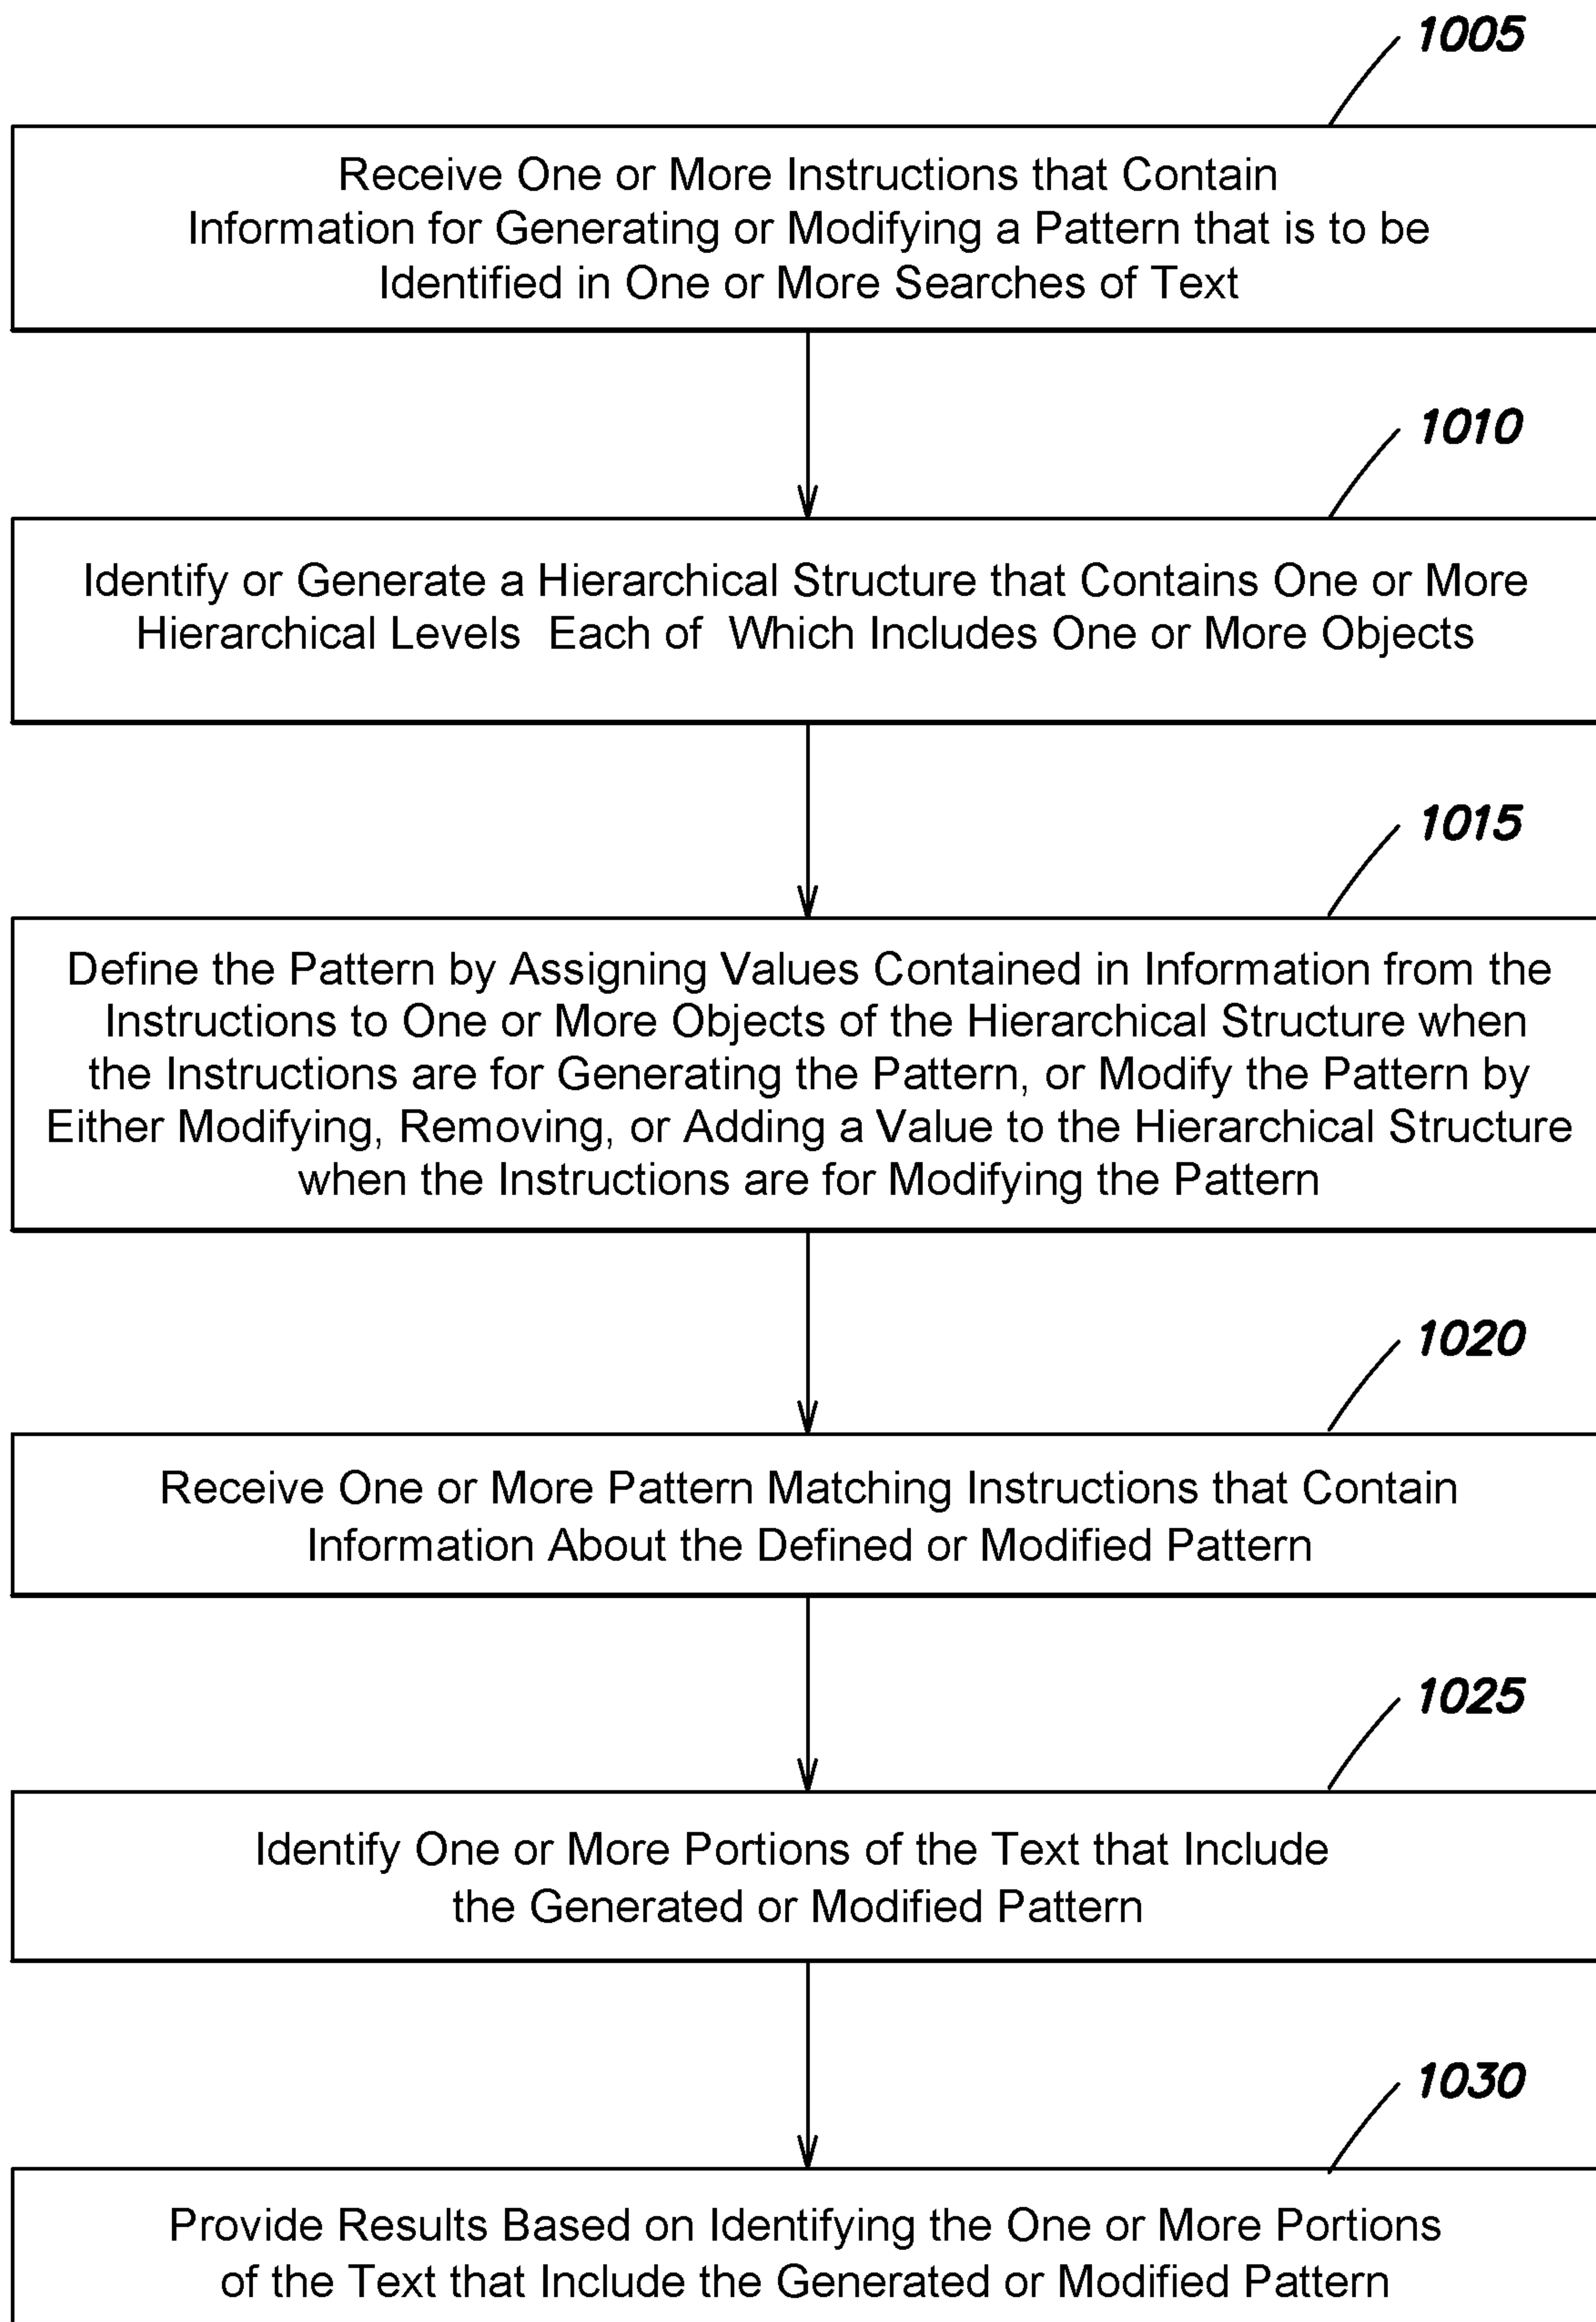 1005
Receive One or More Instructions that Contain
Information for Generating or Modifying a Pattern that is to be
Identified in One or More Searches of Text
1010
Identify or Generate a Hierarchical Structure that Contains One or More
Hierarchical Levels Each of Which Includes One or More Objects
1015
Define the Pattern by Assigning Values Contained in Information from the
Instructions to One or More Objects of the Hierarchical Structure when
the Instructions are for Generating the Pattern, or Modify the Pattern by
Either Modifying, Removing, or Adding a Value to the Hierarchical Structure
when the Instructions are for Modifying the Pattern
1020
Receive One or More Pattern Matching Instructions that Contain
Information About the Defined or Modified Pattern
1025
Identify One or More Portions of the Text that Include
the Generated or Modified Pattern
1030
Provide Results Based on Identifying the One or More Portions
of the Text that Include the Generated or Modified Pattern